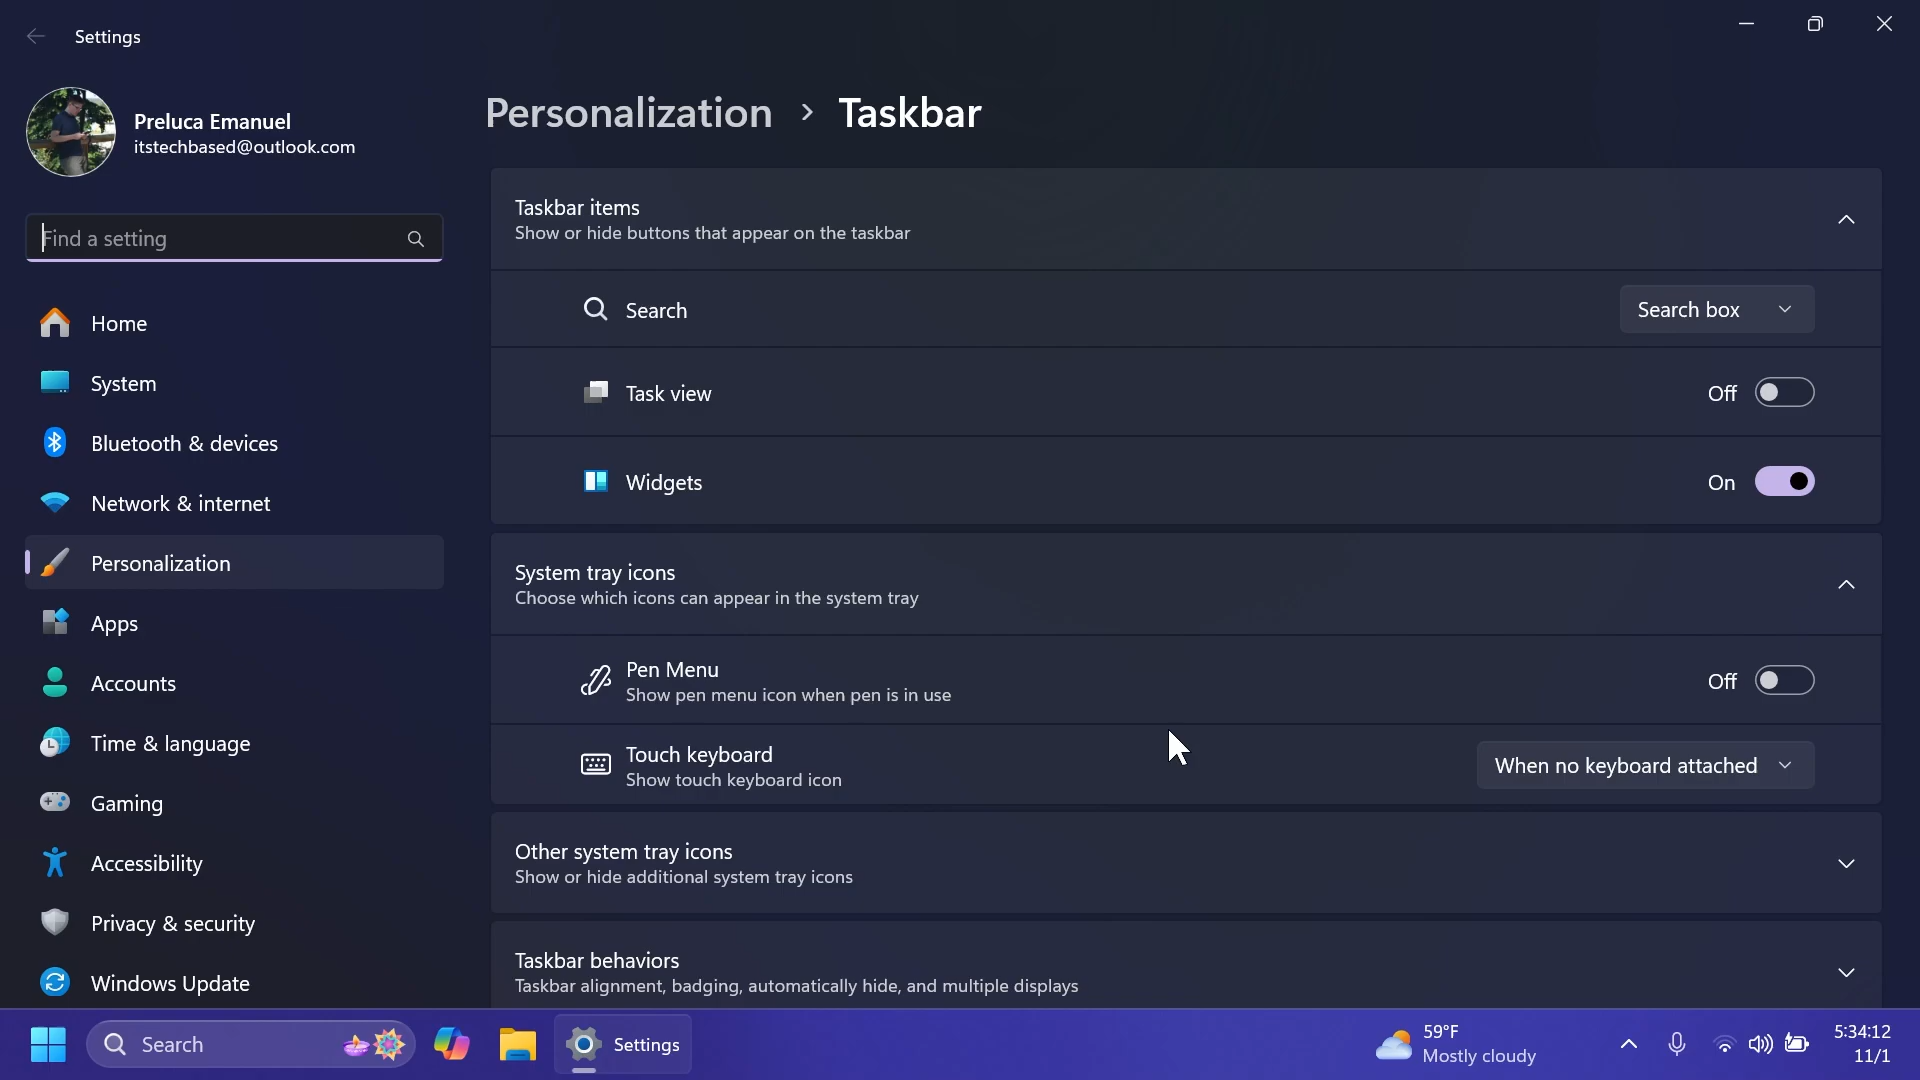 Settings
Preluca Emanuel
itstechbased@outlook.com
Find a setting
Home
System
Bluetooth & devices
Network & internet
Personalization
Apps
Accounts
Time & language
Gaming
Accessibility
Privacy & security
Windows Update
Personalization > Taskbar
Taskbar items
Show or hide buttons that appear on the taskbar
Search
Search box
Task view
Off
Widgets
On
System tray icons
Choose which icons can appear in the system tray
Pen Menu
Show pen menu icon when pen is in use
Off
Touch keyboard
Show touch keyboard icon
When no keyboard attached
Other system tray icons
Show or hide additional system tray icons
Taskbar behaviors
Taskbar alignment, badging, automatically hide, and multiple displays
Search
Settings
59°F
Mostly cloudy
5:34:12
11/1